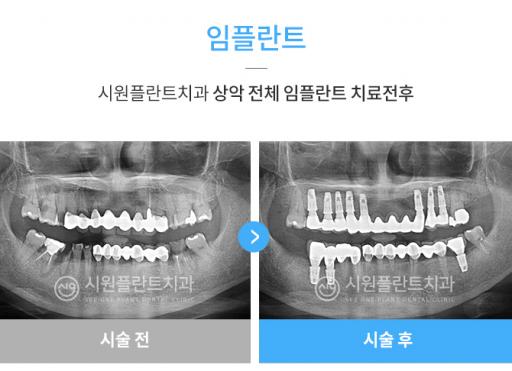 임플란트
시원플란트치과 상악 전체 임플란트 치료전후
시원플란트치과
SEE ONE PLANT DENTAL CLINIC
시원플란트치과
SEE ONE PLANT DENTAL CLINIC
시술 전
시술 후